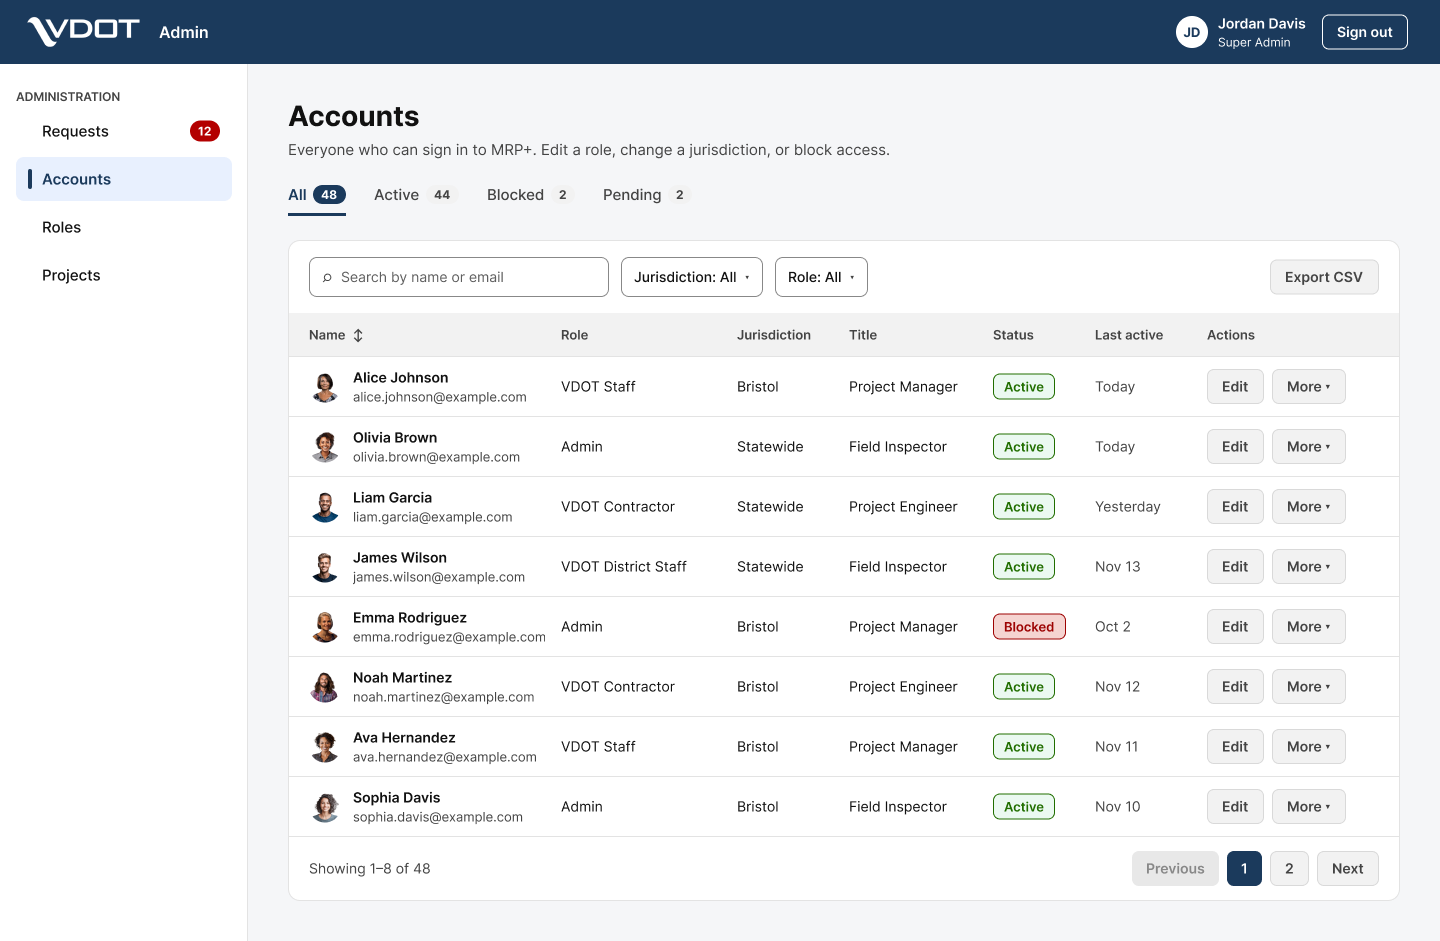 VDOT Admin
JD Jordan Davis
Super Admin
Sign out
ADMINISTRATION
Requests 12
Accounts
Roles
Projects
Accounts
Everyone who can sign in to MRP+. Edit a role, change a jurisdiction, or block access.
All 48 Active 44 Blocked 2 Pending 2
Search by name or email Jurisdiction: All Role: All Export CSV
Name Role Jurisdiction Title Status Last active Actions
Alice Johnson
alice.johnson@example.com
VDOT Staff Bristol Project Manager Active Today Edit More
Olivia Brown
olivia.brown@example.com
Admin Statewide Field Inspector Active Today Edit More
Liam Garcia
liam.garcia@example.com
VDOT Contractor Statewide Project Engineer Active Yesterday Edit More
James Wilson
james.wilson@example.com
VDOT District Staff Statewide Field Inspector Active Nov 13 Edit More
Emma Rodriguez
emma.rodriguez@example.com
Admin Bristol Project Manager Blocked Oct 2 Edit More
Noah Martinez
noah.martinez@example.com
VDOT Contractor Bristol Project Engineer Active Nov 12 Edit More
Ava Hernandez
ava.hernandez@example.com
VDOT Staff Bristol Project Manager Active Nov 11 Edit More
Sophia Davis
sophia.davis@example.com
Admin Bristol Field Inspector Active Nov 10 Edit More
Showing 1–8 of 48 Previous 1 2 Next